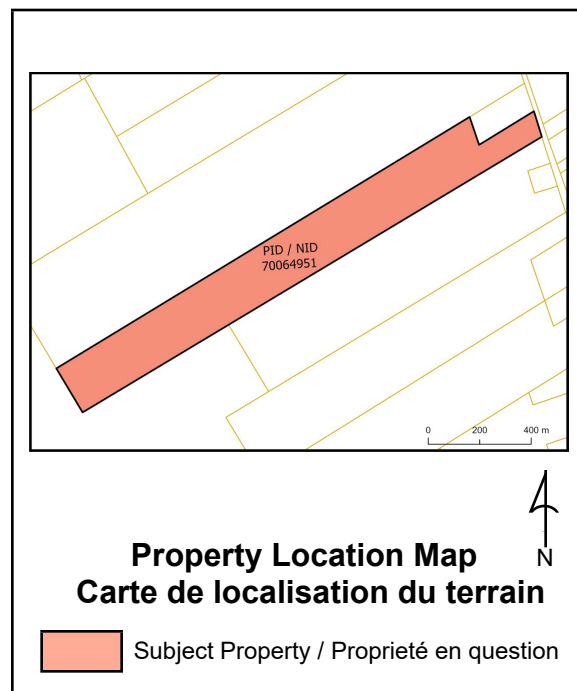 PID / NID
70064951
0 200 400 m
N
Property Location Map
Carte de localisation du terrain
Subject Property / Proprieté en question